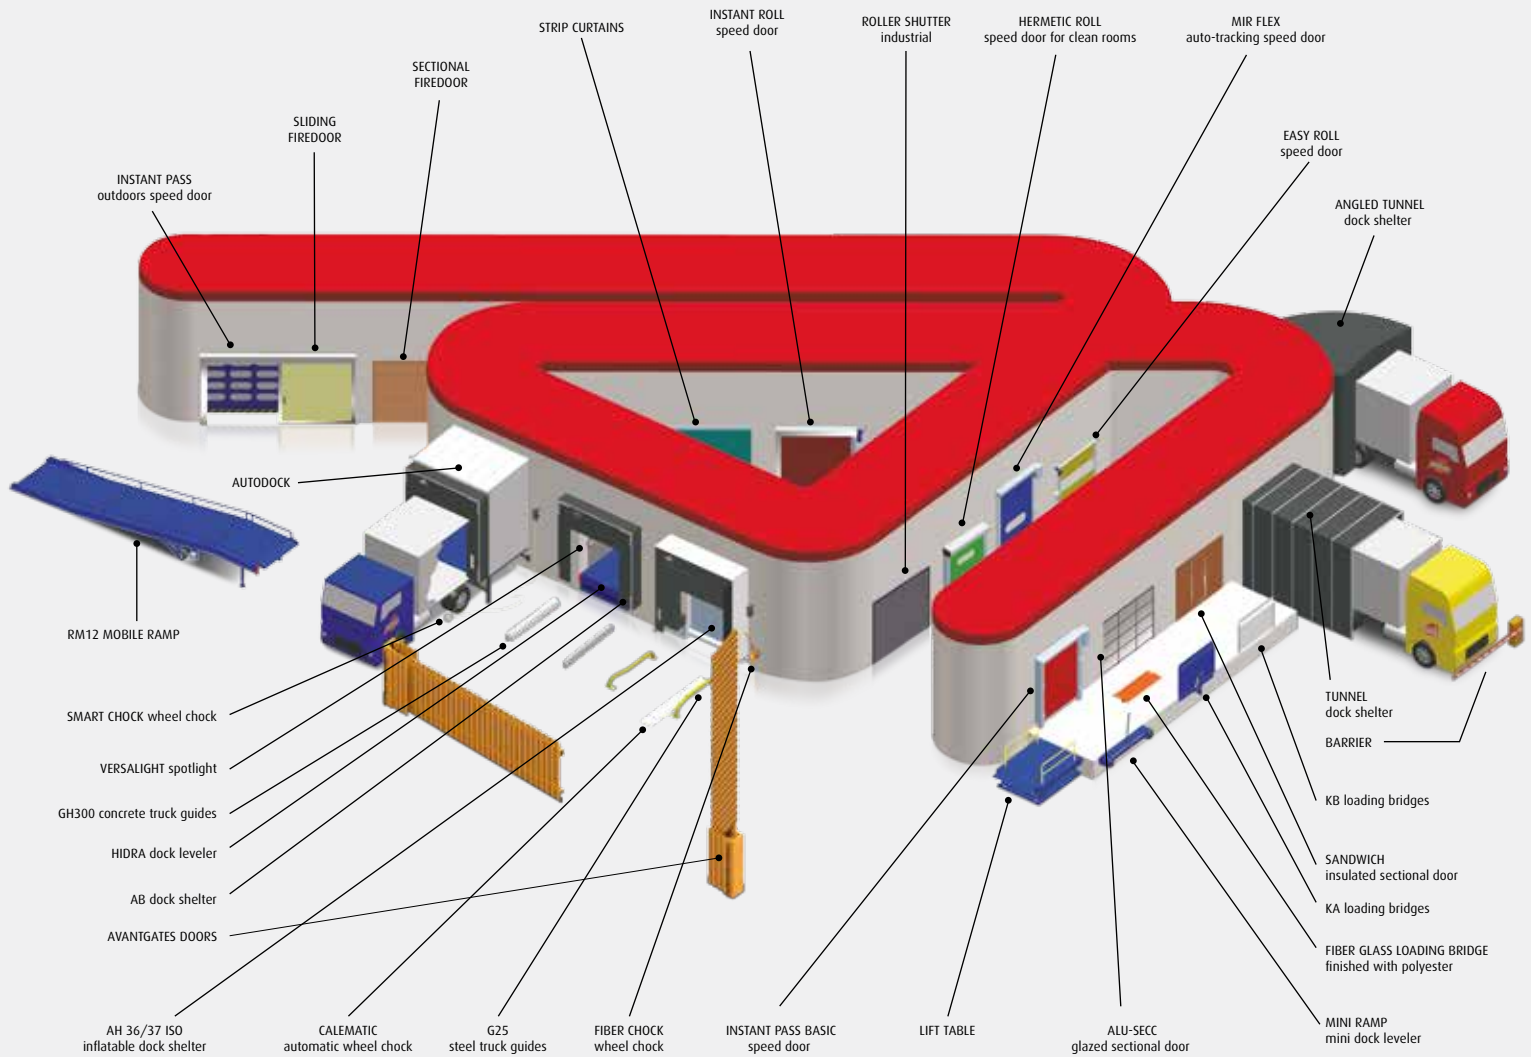 INSTANT ROLL
speed door
STRIP CURTAINS
ROLLER SHUTTER
industrial
HERMETIC ROLL
speed door for clean rooms
MIR FLEX
auto-tracking speed door
SECTIONAL
FIREDOOR
SLIDING
FIREDOOR
EASY ROLL
speed door
INSTANT PASS
outdoors speed door
ANGLED TUNNEL
dock shelter
AUTODOCK
RM12 MOBILE RAMP
SMART CHOCK wheel chock
VERSALIGHT spotlight
GH300 concrete truck guides
HIDRA dock leveler
AB dock shelter
AVANTGATES DOORS
TUNNEL
dock shelter
BARRIER
KB loading bridges
SANDWICH
insulated sectional door
KA loading bridges
FIBER GLASS LOADING BRIDGE
finished with polyester
MINI RAMP
mini dock leveler
AH 36/37 ISO
inflatable dock shelter
CALEMATIC
automatic wheel chock
G25
steel truck guides
FIBER CHOCK
wheel chock
INSTANT PASS BASIC
speed door
LIFT TABLE
ALU-SECC
glazed sectional door